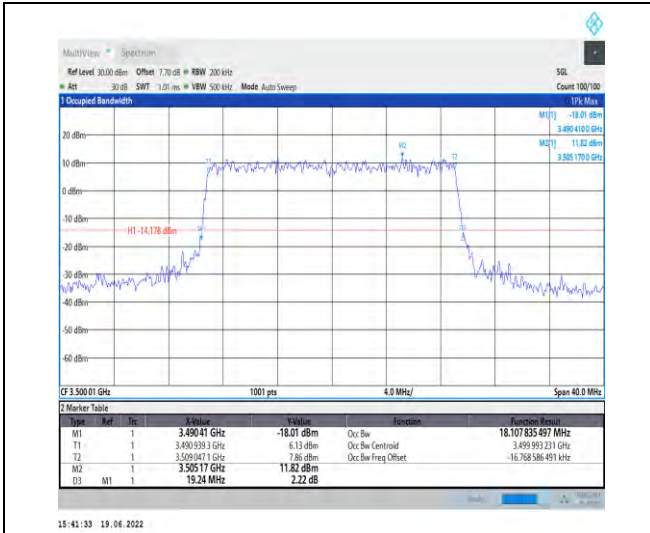 MultiView Spectrum
Ref Level 30.00 dBm Offset 7.70 dB RBW 200 kHz SGL
Att 30 dB SWT 1.01 ms VBW 500 kHz Mode Auto Sweep Count 100/100
1 Occupied Bandwidth 1Pk Max
M1[1] -18.01 dBm
3.490 410 0 GHz
M2[1] 11.82 dBm
3.505 170 0 GHz
20 dBm
M2
T1 T2
10 dBm
0 dBm
-10 dBm
H1 -14.178 dBm
-30 dBm
-40 dBm
-50 dBm
-60 dBm
CF 3.500 01 GHz 1001 pts 4.0 MHz/ Span 40.0 MHz
2 Marker Table
Type Ref Trc X-Value Y-Value Function Function Result
M1 1 3.49041 GHz -18.01 dBm Occ Bw 18.107 835 497 MHz
T1 1 3.490 939 3 GHz 6.13 dBm Occ Bw Centroid 3.499 993 231 GHz
T2 1 3.509 047 1 GHz 7.86 dBm Occ Bw Freq Offset -16.768 586 491 kHz
M2 1 3.505 17 GHz 11.82 dBm
D3 M1 1 19.24 MHz 2.22 dB
15:41:33 19.06.2022